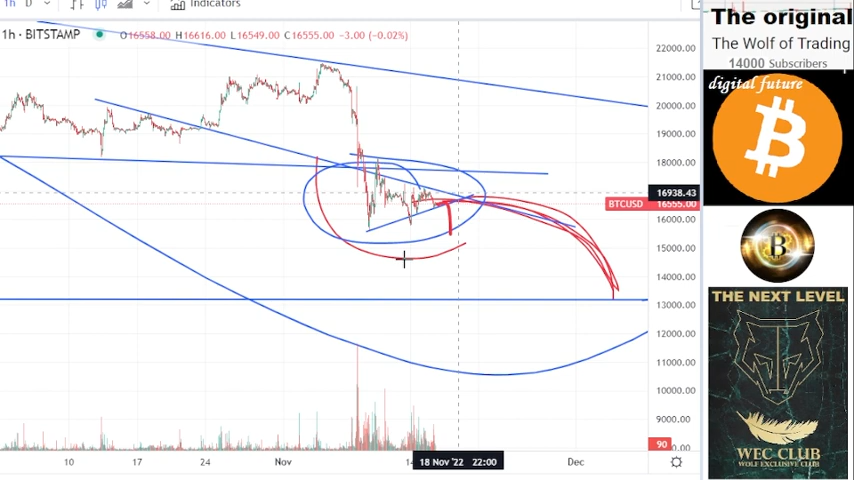 1h D Indicators
1h · BITSTAMP O16558.00 H16616.00 L16549.00 C16555.00 -3.00 (-0.02%)
22000.00
21000.00
20000.00
19000.00
18000.00
16938.43
BTCUSD 16555.00
16000.00
15000.00
14000.00
13000.00
12000.00
11000.00
10000.00
9000.00
90
10 17 24 Nov 14 18 Nov '22 22:00 Dec
The original
The Wolf of Trading
14000 Subscribers
digital future
THE NEXT LEVEL
WEC CLUB
WOLF EXCLUSIVE CLUB